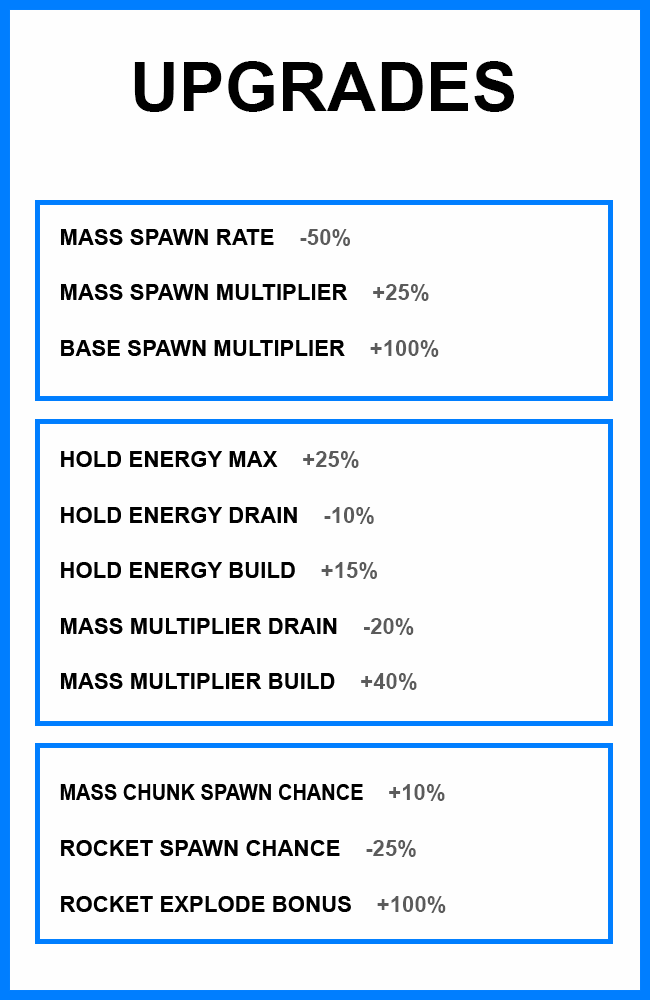 UPGRADES
MASS SPAWN RATE -50%
MASS SPAWN MULTIPLIER +25%
BASE SPAWN MULTIPLIER +100%
HOLD ENERGY MAX +25%
HOLD ENERGY DRAIN -10%
HOLD ENERGY BUILD +15%
MASS MULTIPLIER DRAIN -20%
MASS MULTIPLIER BUILD +40%
MASS CHUNK SPAWN CHANCE +10%
ROCKET SPAWN CHANCE -25%
ROCKET EXPLODE BONUS +100%